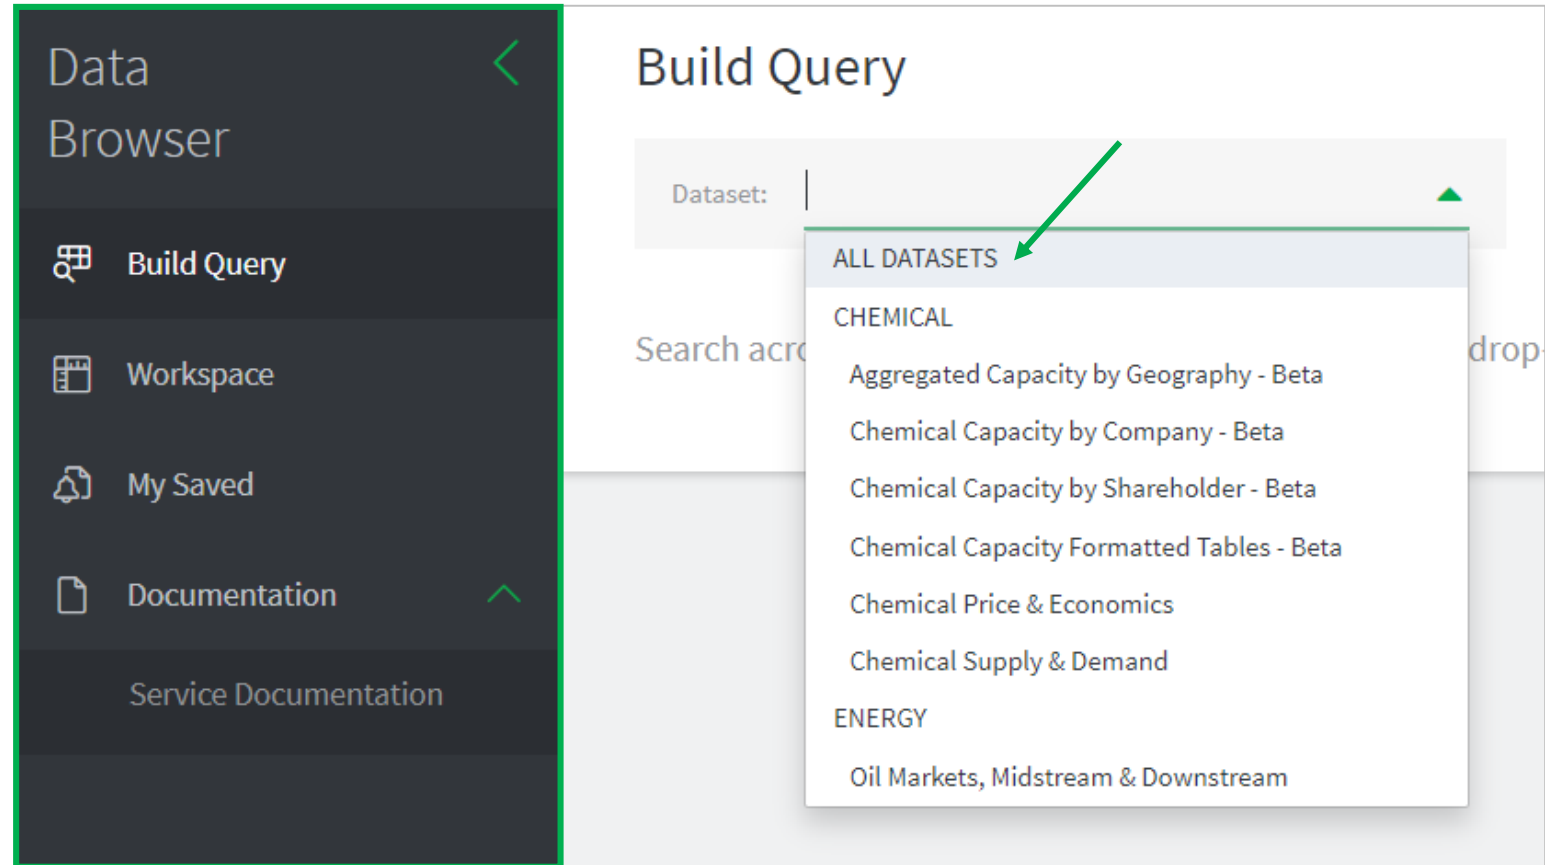 Data
Browser
Build Query
Workspace
My Saved
Documentation
Service Documentation
Build Query
Dataset:
ALL DATASETS
CHEMICAL
Search drop-
Aggregated Capacity by Geography - Beta
Chemical Capacity by Company - Beta
Chemical Capacity by Shareholder - Beta
Chemical Capacity Formatted Tables - Beta
Chemical Price & Economics
Chemical Supply & Demand
ENERGY
Oil Markets, Midstream & Downstream